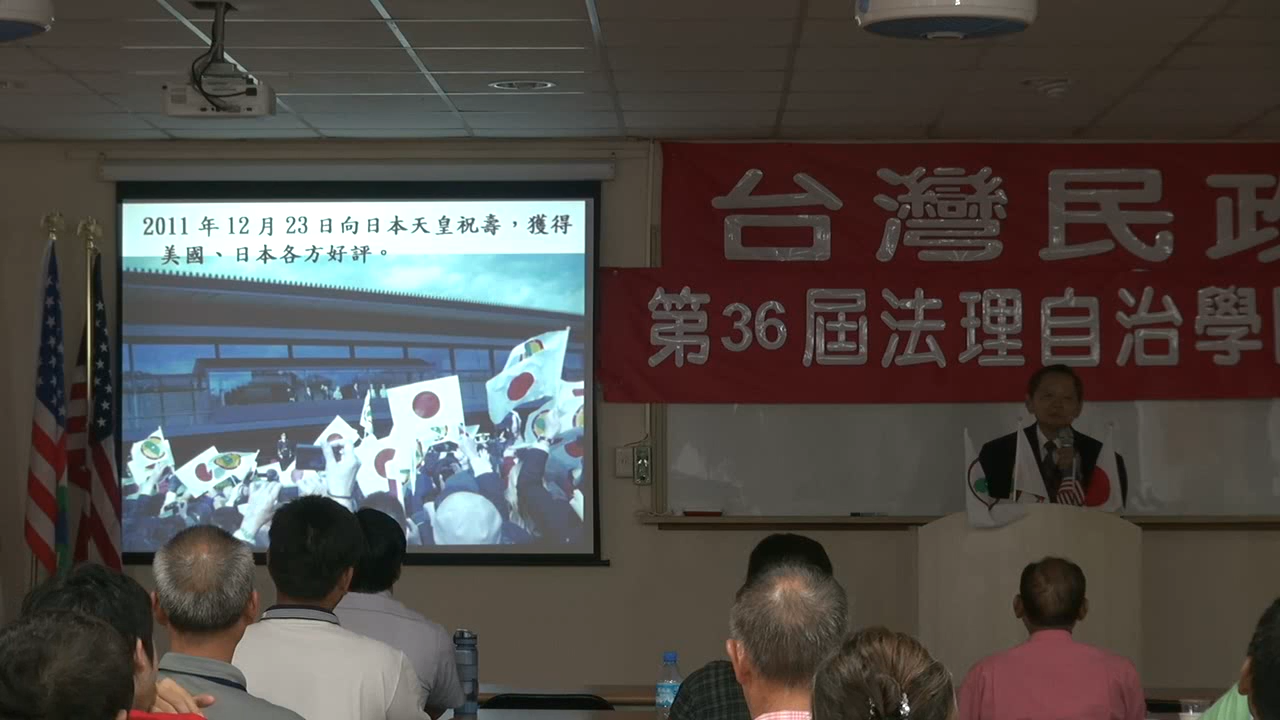 2011 年 12 月 23 日向日本天皇祝壽，獲得
美國、日本各方好評。
台灣民政
第36屆法理自治學